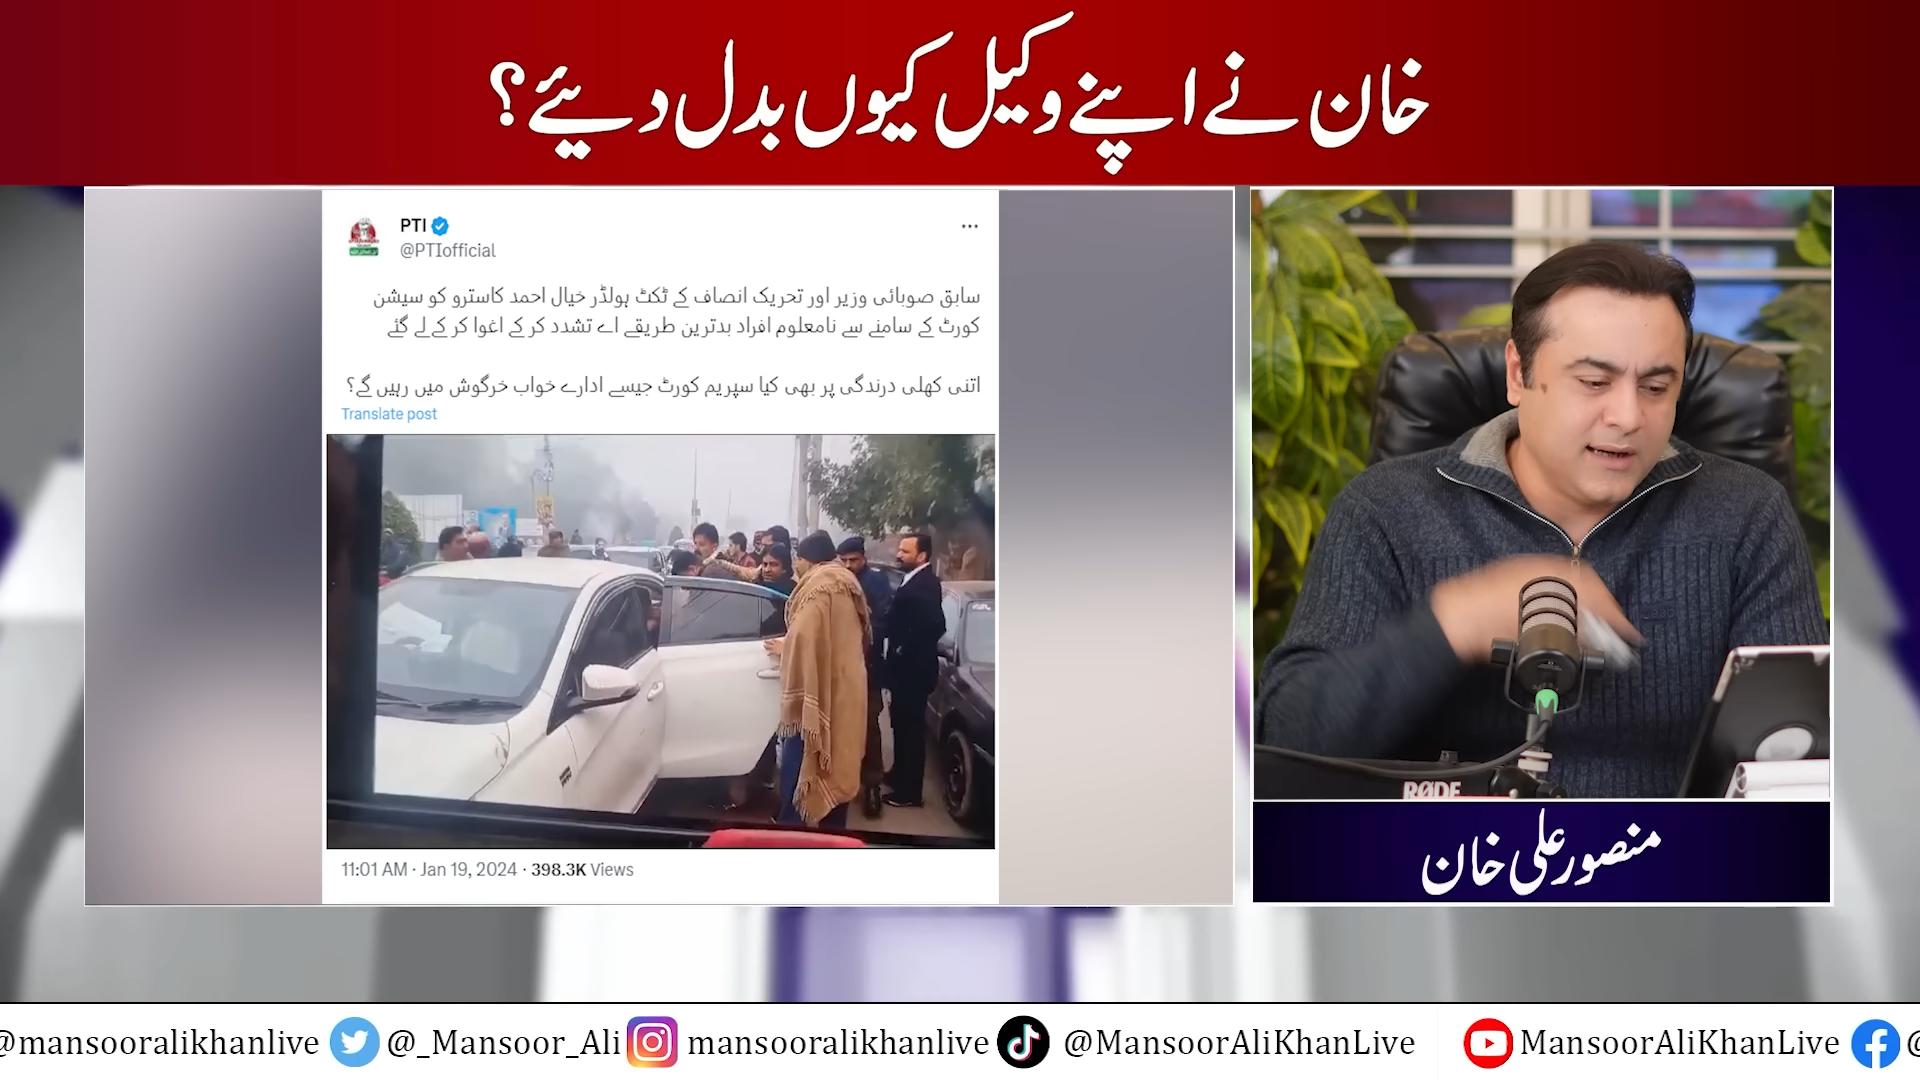 خان نے اپنے وکیل کیوں بدل دیئے؟
PTI
@PTIofficial
سابق صوبائی وزیر اور تحریک انصاف کے ٹکٹ ہولڈر خیال احمد کاسترو کو سیشن
کورٹ کے سامنے سے نامعلوم افراد بدترین طریقے اے تشدد کر کے اغوا کر کے لے گئے
اتنی کھلی درندگی پر بھی کیا سپریم کورٹ جیسے ادارے خواب خرگوش میں رہیں گے؟
Translate post
11:01 AM · Jan 19, 2024 · 398.3K Views
RØDE
منصور علی خان
@mansooralikhanlive @_Mansoor_Ali mansooralikhanlive @MansoorAliKhanLive MansoorAliKhanLive @